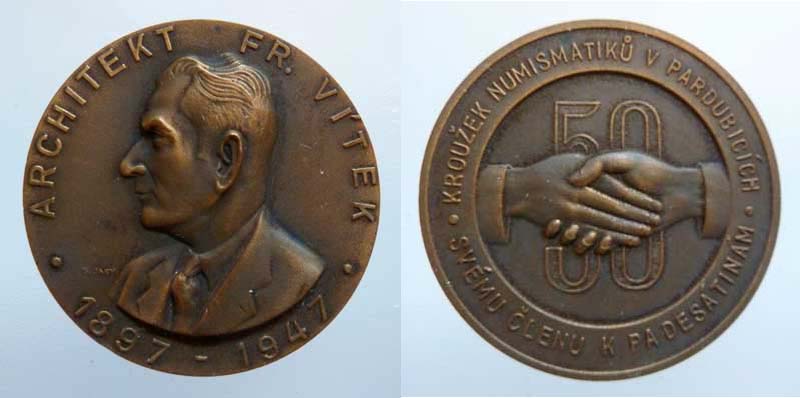 ARCHITEKT FR. VÍTEK
• 1897 - 1947 •
• KROUŽEK NUMISMATIKŮ V PARDUBICÍCH •
SVÉMU ČLENU K PADESÁTINÁM
50